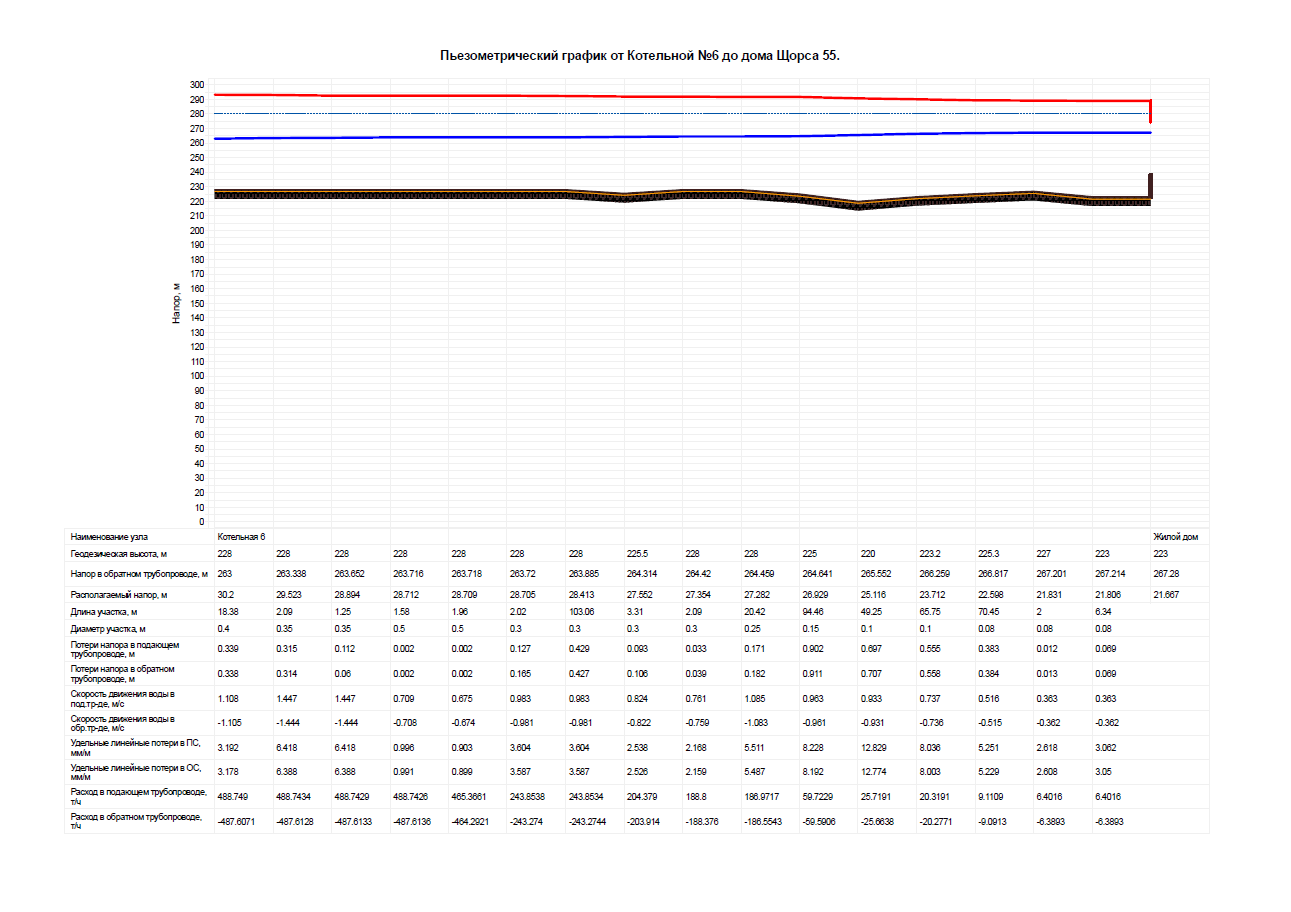 Пьезометрический график от Котельной №6 до дома Щорса 55.
300
290
280
270
260
250
240
230
220
210
200
190
180
170
160
150
140
130
120
110
100
90
80
70
60
50
40
30
20
10
0
Напор, м
Наименование узла Котельная 6 Жилой дом
Геодезическая высота, м 228 228 228 228 228 228 228 225.5 228 228 225 220 223.2 225.3 227 223 223
Напор в обратном трубопроводе, м 263 263.338 263.652 263.716 263.718 263.72 263.885 264.314 264.42 264.459 264.641 265.552 266.259 266.817 267.201 267.214 267.28
Располагаемый напор, м 30.2 29.523 28.894 28.712 28.709 28.705 28.413 27.552 27.354 27.282 26.929 25.116 23.712 22.598 21.831 21.806 21.667
Длина участка, м 18.38 2.09 1.25 1.58 1.96 2.02 103.06 3.31 2.09 20.42 94.46 49.25 65.75 70.45 2 6.34
Диаметр участка, м 0.4 0.35 0.35 0.5 0.5 0.3 0.3 0.3 0.3 0.25 0.15 0.1 0.1 0.08 0.08 0.08
Потери напора в подающем
трубопроводе, м 0.339 0.315 0.112 0.002 0.002 0.127 0.429 0.093 0.033 0.171 0.902 0.697 0.555 0.383 0.012 0.069
Потери напора в обратном
трубопроводе, м 0.338 0.314 0.06 0.002 0.002 0.165 0.427 0.106 0.039 0.182 0.911 0.707 0.558 0.384 0.013 0.069
Скорость движения воды в
под.тр-де, м/с 1.108 1.447 1.447 0.709 0.675 0.983 0.983 0.824 0.761 1.085 0.963 0.933 0.737 0.516 0.363 0.363
Скорость движения воды в
обр.тр-де, м/с -1.105 -1.444 -1.444 -0.708 -0.674 -0.981 -0.981 -0.822 -0.759 -1.083 -0.961 -0.931 -0.736 -0.515 -0.362 -0.362
Удельные линейные потери в ПС,
мм/м 3.192 6.418 6.418 0.996 0.903 3.604 3.604 2.538 2.168 5.511 8.228 12.829 8.036 5.251 2.618 3.062
Удельные линейные потери в ОС,
мм/м 3.178 6.388 6.388 0.991 0.899 3.587 3.587 2.526 2.159 5.487 8.192 12.774 8.003 5.229 2.608 3.05
Расход в подающем трубопроводе,
т/ч 488.749 488.7434 488.7429 488.7426 465.3661 243.8538 243.8534 204.379 188.8 186.9717 59.7229 25.7191 20.3191 9.1109 6.4016 6.4016
Расход в обратном трубопроводе,
т/ч -487.6071 -487.6128 -487.6133 -487.6136 -464.2921 -243.274 -243.2744 -203.914 -188.376 -186.5543 -59.5906 -25.6638 -20.2771 -9.0913 -6.3893 -6.3893